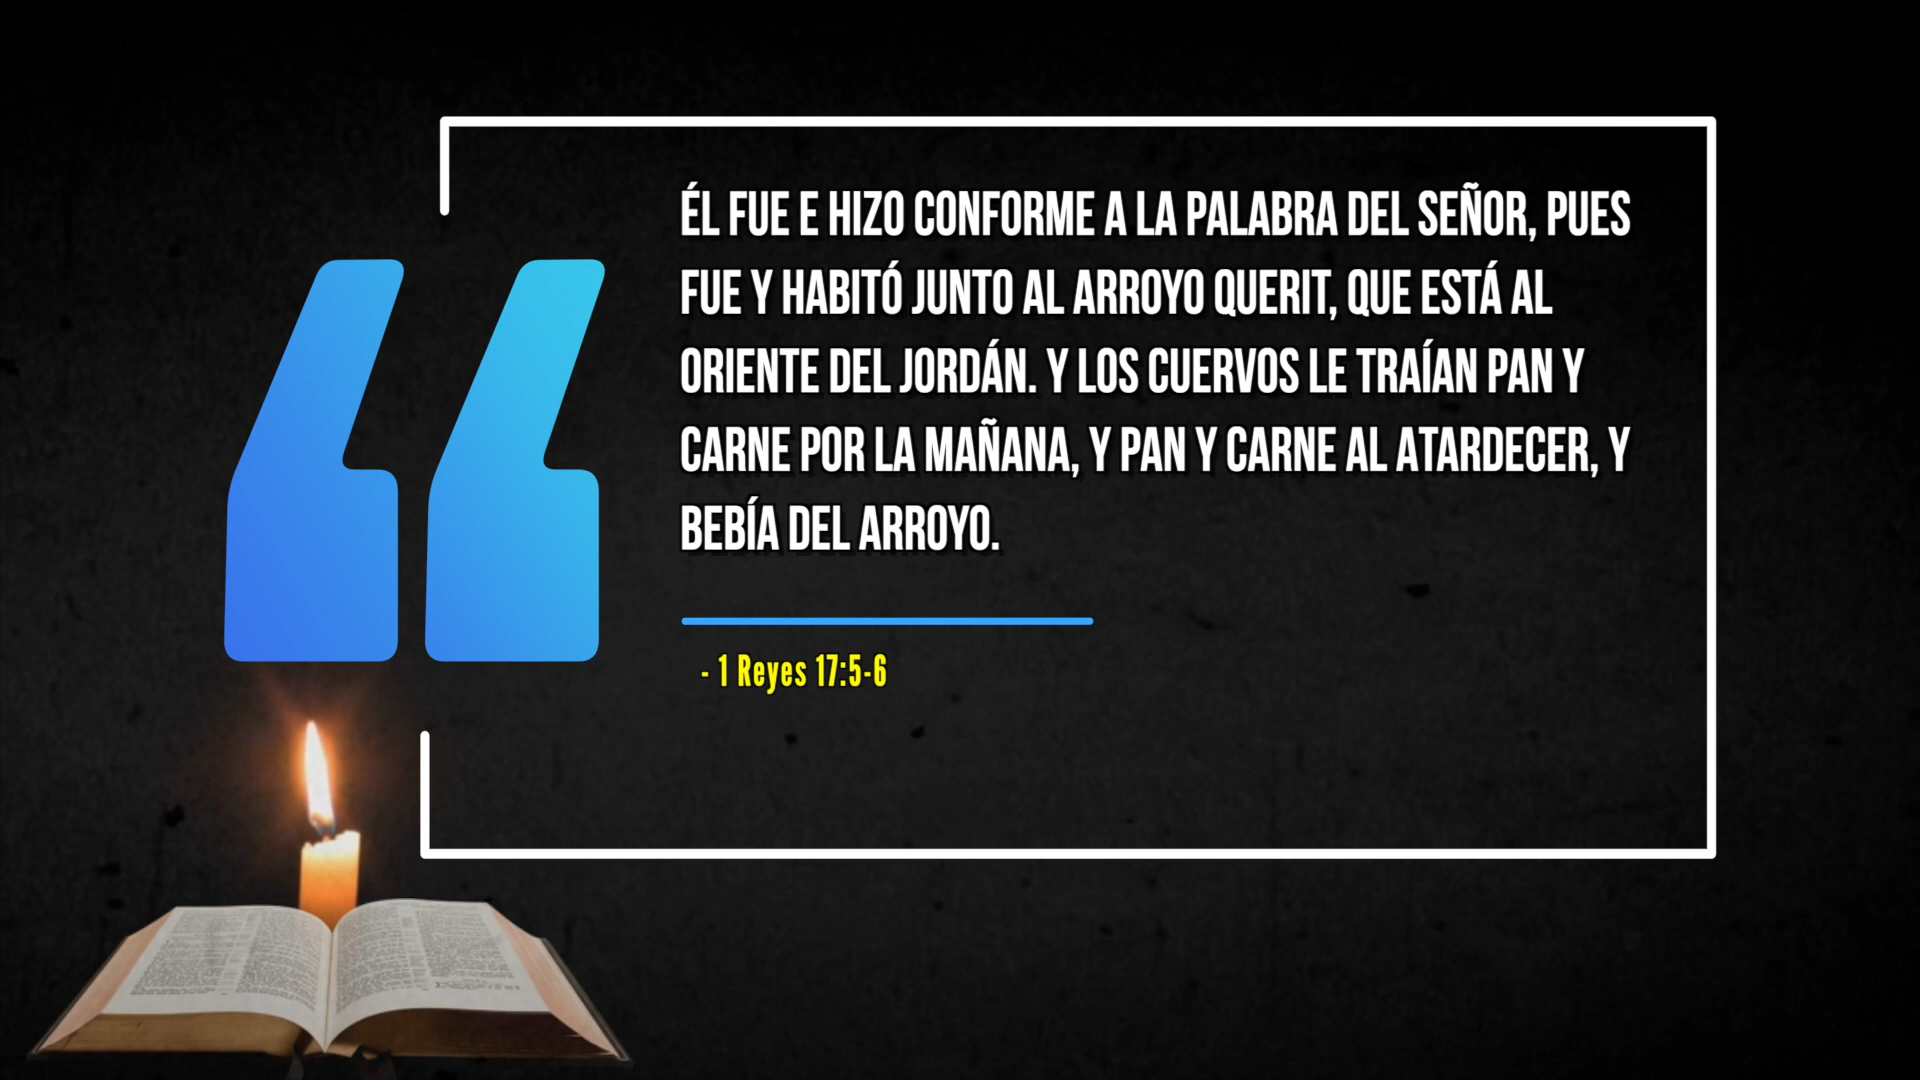 ÉL FUE E HIZO CONFORME A LA PALABRA DEL SEÑOR, PUES
FUE Y HABITÓ JUNTO AL ARROYO QUERIT, QUE ESTÁ AL
ORIENTE DEL JORDÁN. Y LOS CUERVOS LE TRAÍAN PAN Y
CARNE POR LA MAÑANA, Y PAN Y CARNE AL ATARDECER, Y
BEBÍA DEL ARROYO.
- 1 Reyes 17:5-6